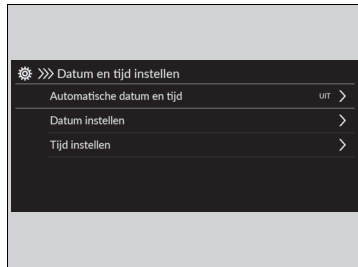 Datum en tijd instellen
Automatische datum en tijd UIT
Datum instellen
Tijd instellen